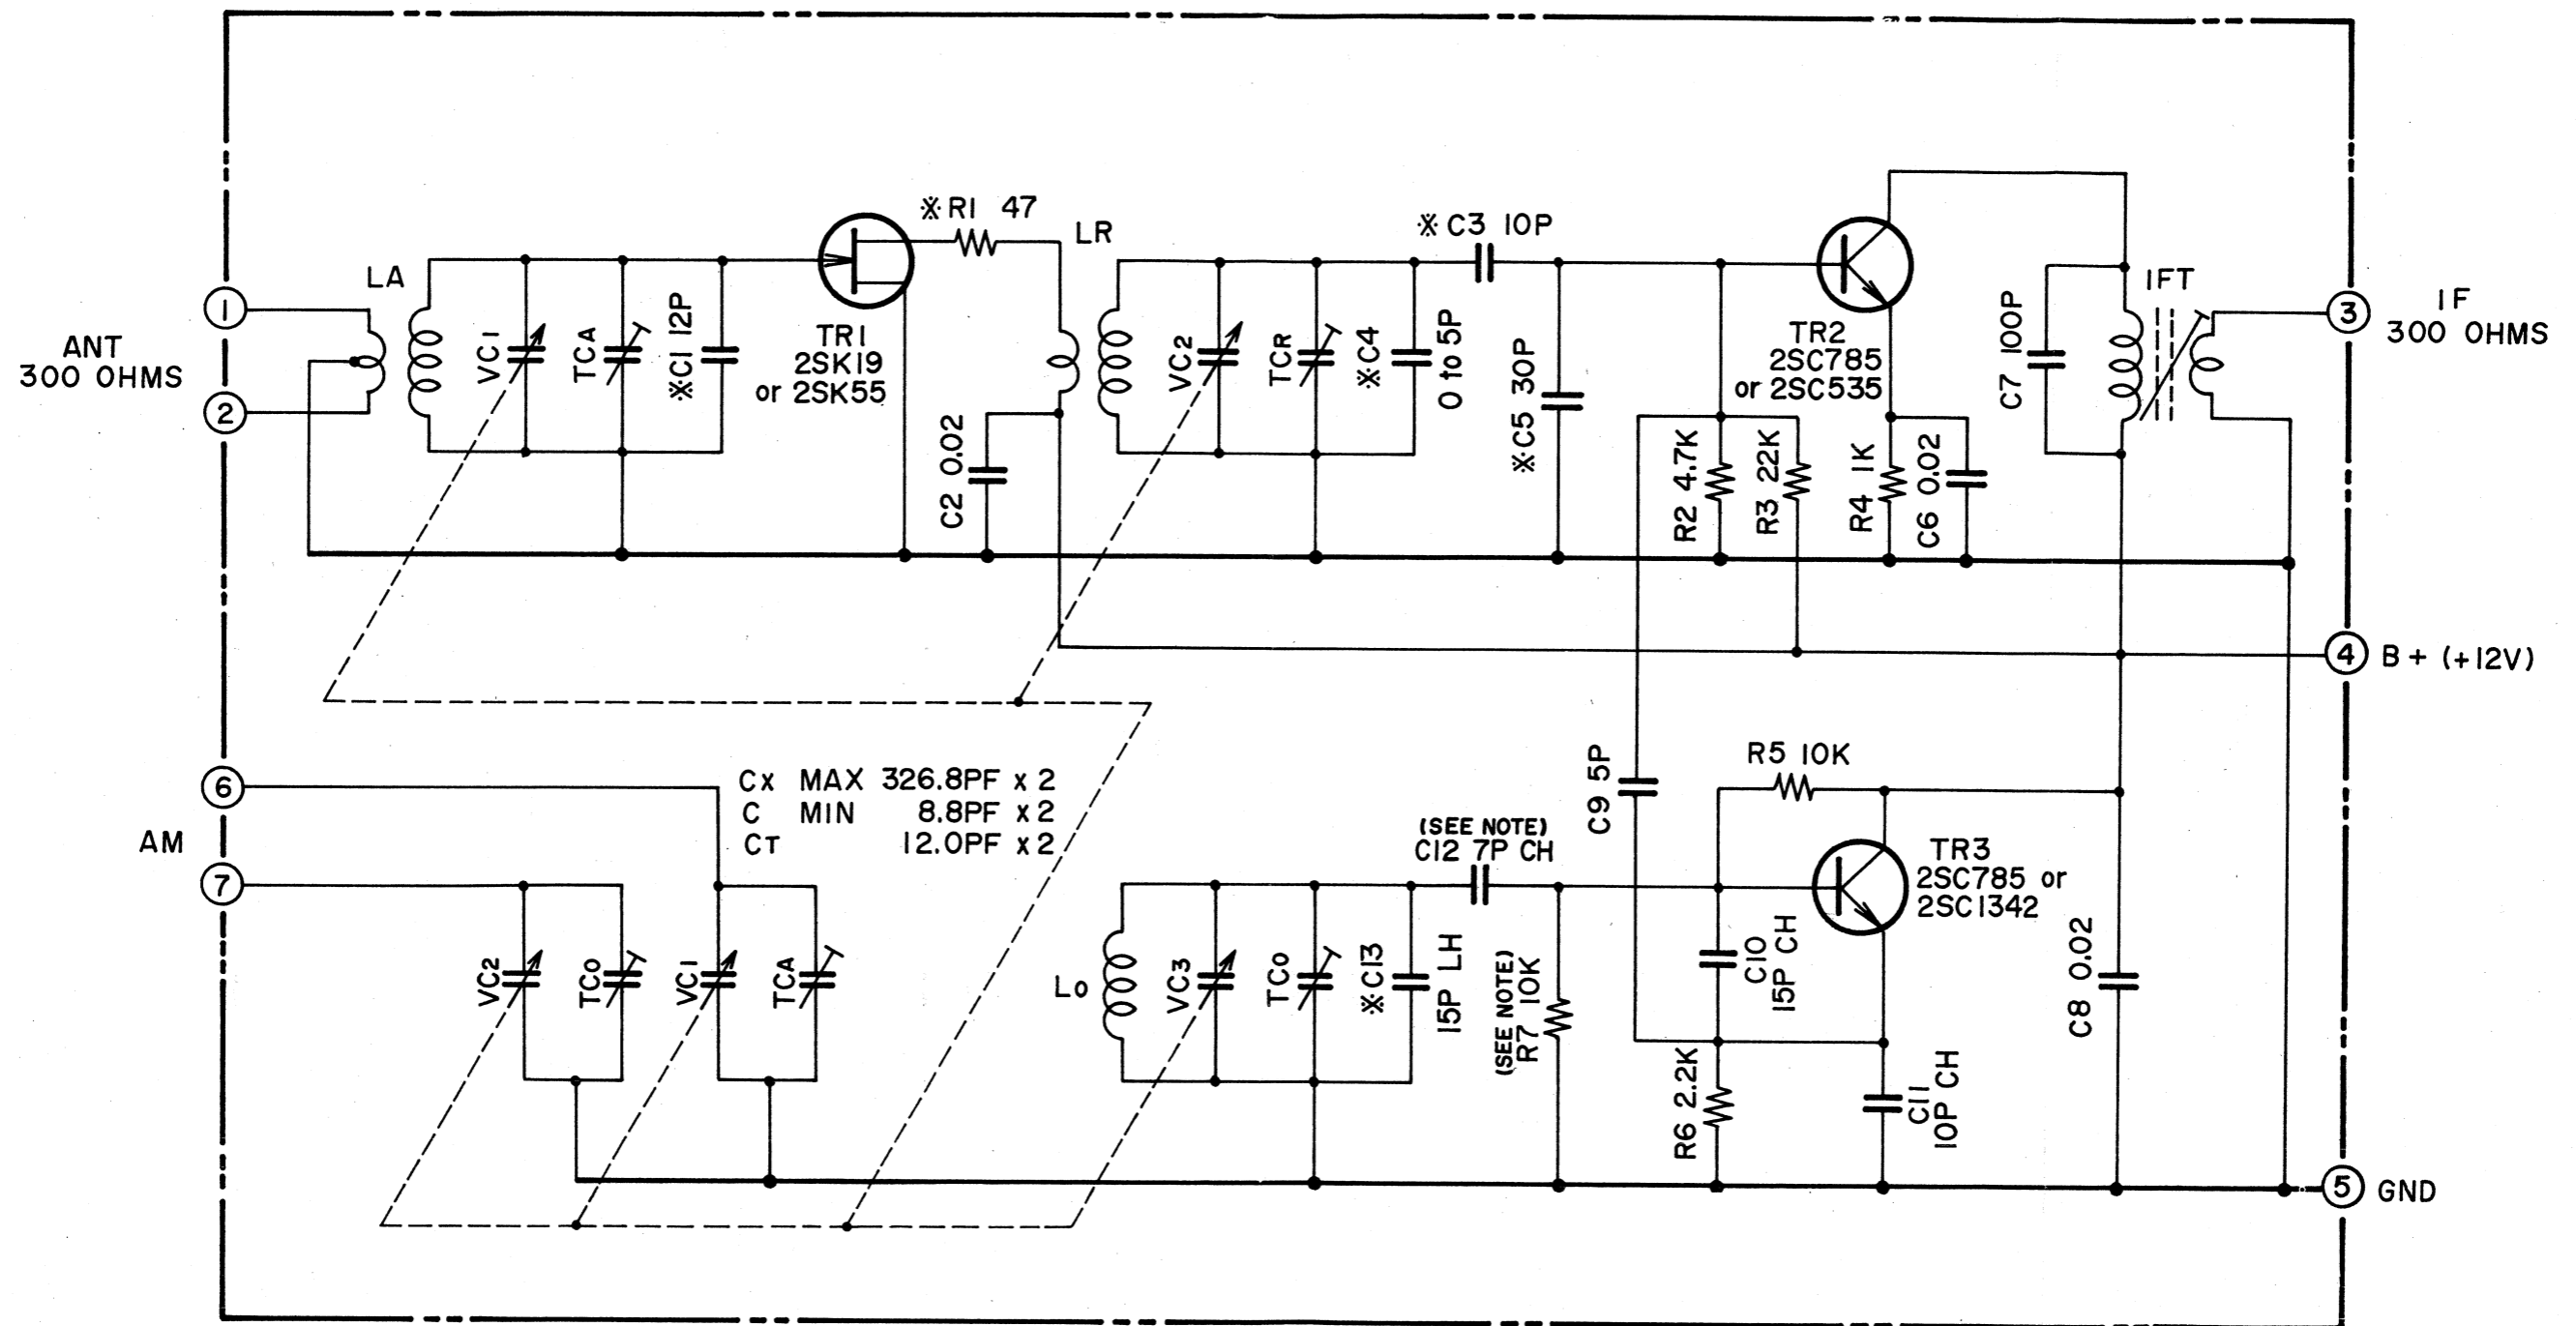 ※R1 47
LR
※C3 10P
LA
1
ANT
300 OHMS
2
VC1
TCA
※C1 12P
TR1
2SK19
or 2SK55
C2 0.02
VC2
TCR
※C4
0 to 5P
※C5 30P
TR2
2SC785
or 2SC535
R2 4.7K
R3 22K
R4 1K
C6 0.02
C7 100P
IFT
3
IF
300 OHMS
4
B+ (+12V)
6
AM
7
CX MAX 326.8PF x 2
C MIN 8.8PF x 2
CT 12.0PF x 2
VC2
TCO
VC1
TCA
LO
VC3
TCO
※C13
15P LH
(SEE NOTE)
C12 7P CH
(SEE NOTE)
R7 10K
C9 5P
R5 10K
C10
15P CH
R6 2.2K
TR3
2SC785 or
2SC1342
C11
10P CH
C8 0.02
5
GND